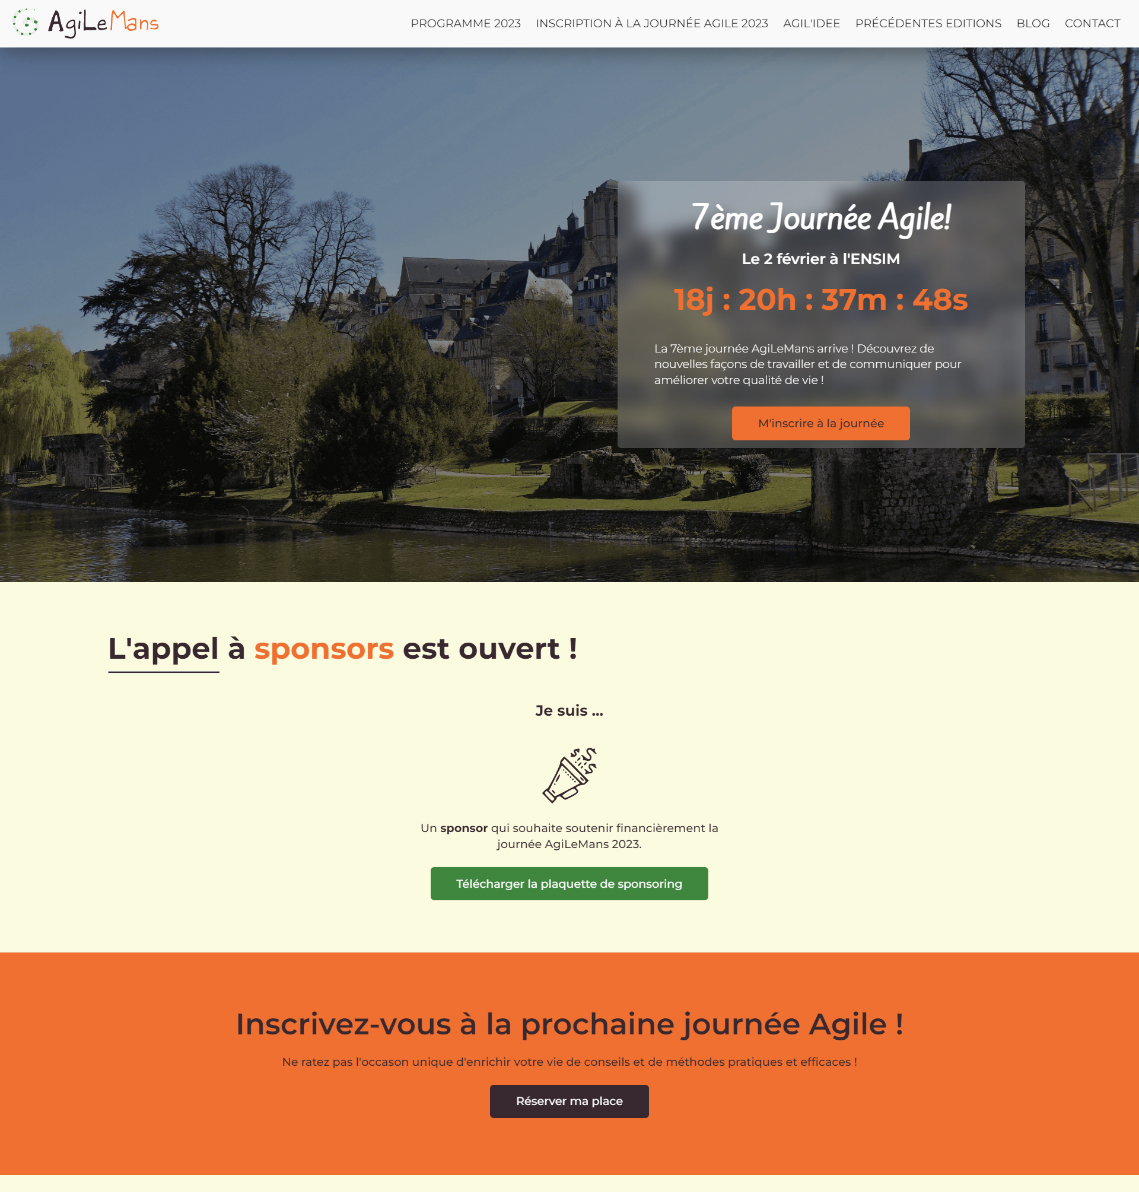 AgiLeMans
PROGRAMME 2023 INSCRIPTION À LA JOURNÉE AGILE 2023 AGIL'IDEE PRÉCÉDENTES EDITIONS BLOG CONTACT
7ème Journée Agile!
Le 2 février à l'ENSIM
18j : 20h : 37m : 48s
La 7ème journée AgiLeMans arrive ! Découvrez de
nouvelles façons de travailler et de communiquer pour
améliorer votre qualité de vie !
M'inscrire à la journée
L'appel à sponsors est ouvert !
Je suis ...
Un sponsor qui souhaite soutenir financièrement la
journée AgiLeMans 2023.
Télécharger la plaquette de sponsoring
Inscrivez-vous à la prochaine journée Agile !
Ne ratez pas l'occason unique d'enrichir votre vie de conseils et de méthodes pratiques et efficaces !
Réserver ma place